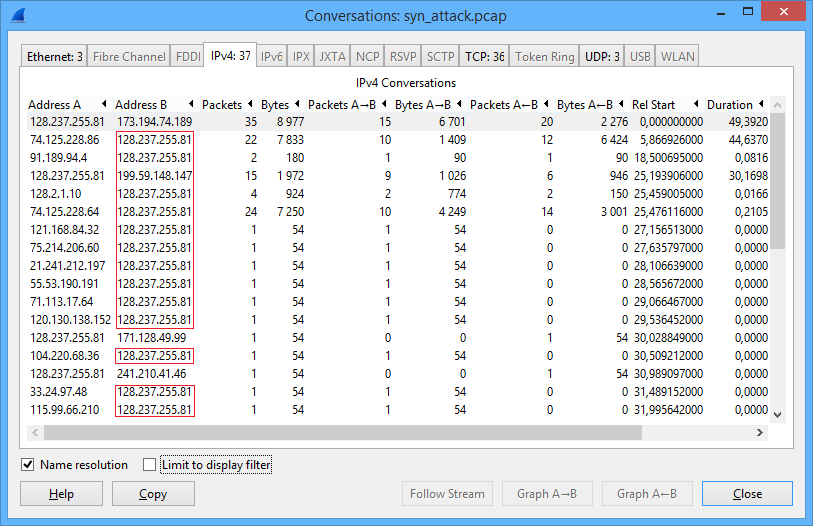 Conversations: syn_attack.pcap
Ethernet: 3 Fibre Channel FDDI IPv4: 37 IPv6 IPX JXTA NCP RSVP SCTP TCP: 36 Token Ring UDP: 3 USB WLAN
IPv4 Conversations
Address A Address B Packets Bytes Packets A→B Bytes A→B Packets A←B Bytes A←B Rel Start Duration
128.237.255.81 173.194.74.189 35 8 977 15 6 701 20 2 276 0,000000000 49,3920
74.125.228.86 128.237.255.81 22 7 833 10 1 409 12 6 424 5,866926000 44,6370
91.189.94.4 128.237.255.81 2 180 1 90 1 90 18,500695000 0,0816
128.237.255.81 199.59.148.147 15 1 972 9 1 026 6 946 25,193906000 30,1698
128.2.1.10 128.237.255.81 4 924 2 774 2 150 25,459005000 0,0166
74.125.228.64 128.237.255.81 24 7 250 10 4 249 14 3 001 25,476116000 0,2105
121.168.84.32 128.237.255.81 1 54 1 54 0 0 27,156513000 0,0000
75.214.206.60 128.237.255.81 1 54 1 54 0 0 27,635797000 0,0000
21.241.212.197 128.237.255.81 1 54 1 54 0 0 28,106639000 0,0000
55.53.190.191 128.237.255.81 1 54 1 54 0 0 28,565672000 0,0000
71.113.17.64 128.237.255.81 1 54 1 54 0 0 29,066467000 0,0000
120.130.138.152 128.237.255.81 1 54 1 54 0 0 29,536452000 0,0000
128.237.255.81 171.128.49.99 1 54 0 0 1 54 30,028849000 0,0000
104.220.68.36 128.237.255.81 1 54 1 54 0 0 30,509212000 0,0000
128.237.255.81 241.210.41.46 1 54 0 0 1 54 30,989097000 0,0000
33.24.97.48 128.237.255.81 1 54 1 54 0 0 31,489152000 0,0000
115.99.66.210 128.237.255.81 1 54 1 54 0 0 31,995642000 0,0000
Name resolution Limit to display filter
Help Copy Follow Stream Graph A→B Graph A←B Close